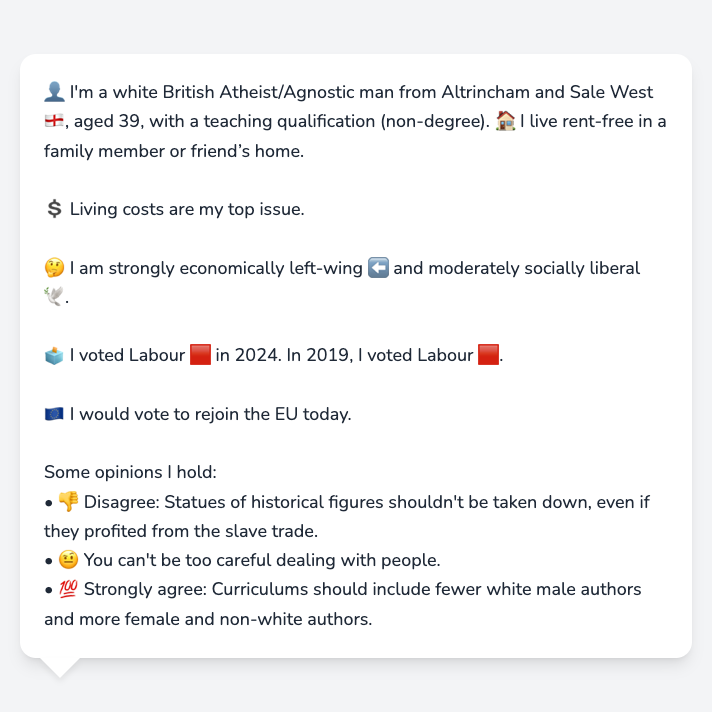 👤 I'm a white British Atheist/Agnostic man from Altrincham and Sale West
🏴󠁧󠁢󠁥󠁮󠁧󠁿, aged 39, with a teaching qualification (non-degree). 🏠 I live rent-free in a
family member or friend’s home.
💲 Living costs are my top issue.
🤔 I am strongly economically left-wing ⬅️ and moderately socially liberal
🕊️.
🗳️ I voted Labour 🟥 in 2024. In 2019, I voted Labour 🟥.
🇪🇺 I would vote to rejoin the EU today.
Some opinions I hold:
• 👎 Disagree: Statues of historical figures shouldn't be taken down, even if
they profited from the slave trade.
• 🤨 You can't be too careful dealing with people.
• 💯 Strongly agree: Curriculums should include fewer white male authors
and more female and non-white authors.